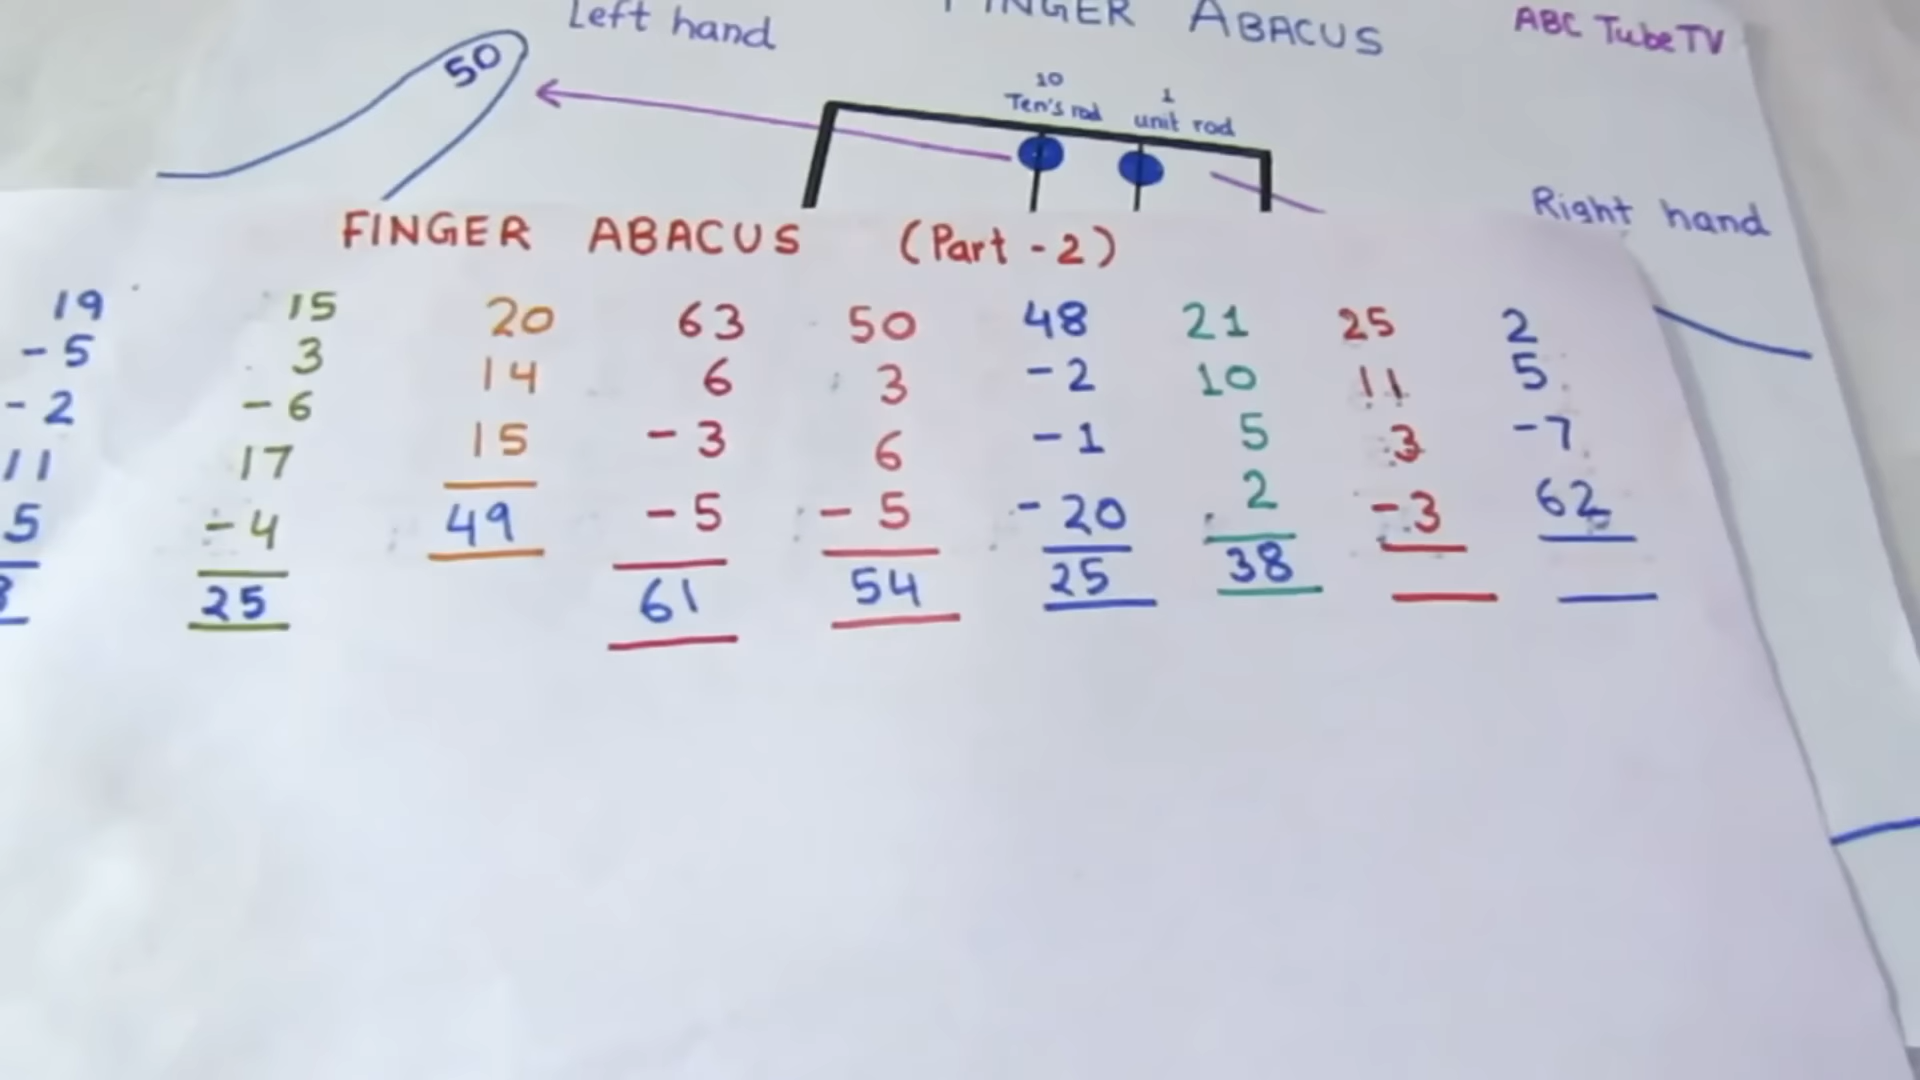 Left hand
FINGER ABACUS
ABC TubeTV
50
10
Ten's rod
1
unit rod
Right hand
FINGER ABACUS (Part - 2)
19 15 20 63 50 48 21 25 2
-5 3 14 6 3 -2 10 11 5
-2 -6 15 -3 6 -1 5 3 -7
11 17 49 -5 -5 -20 2 -3 62
5 -4 61 54 25 38
25